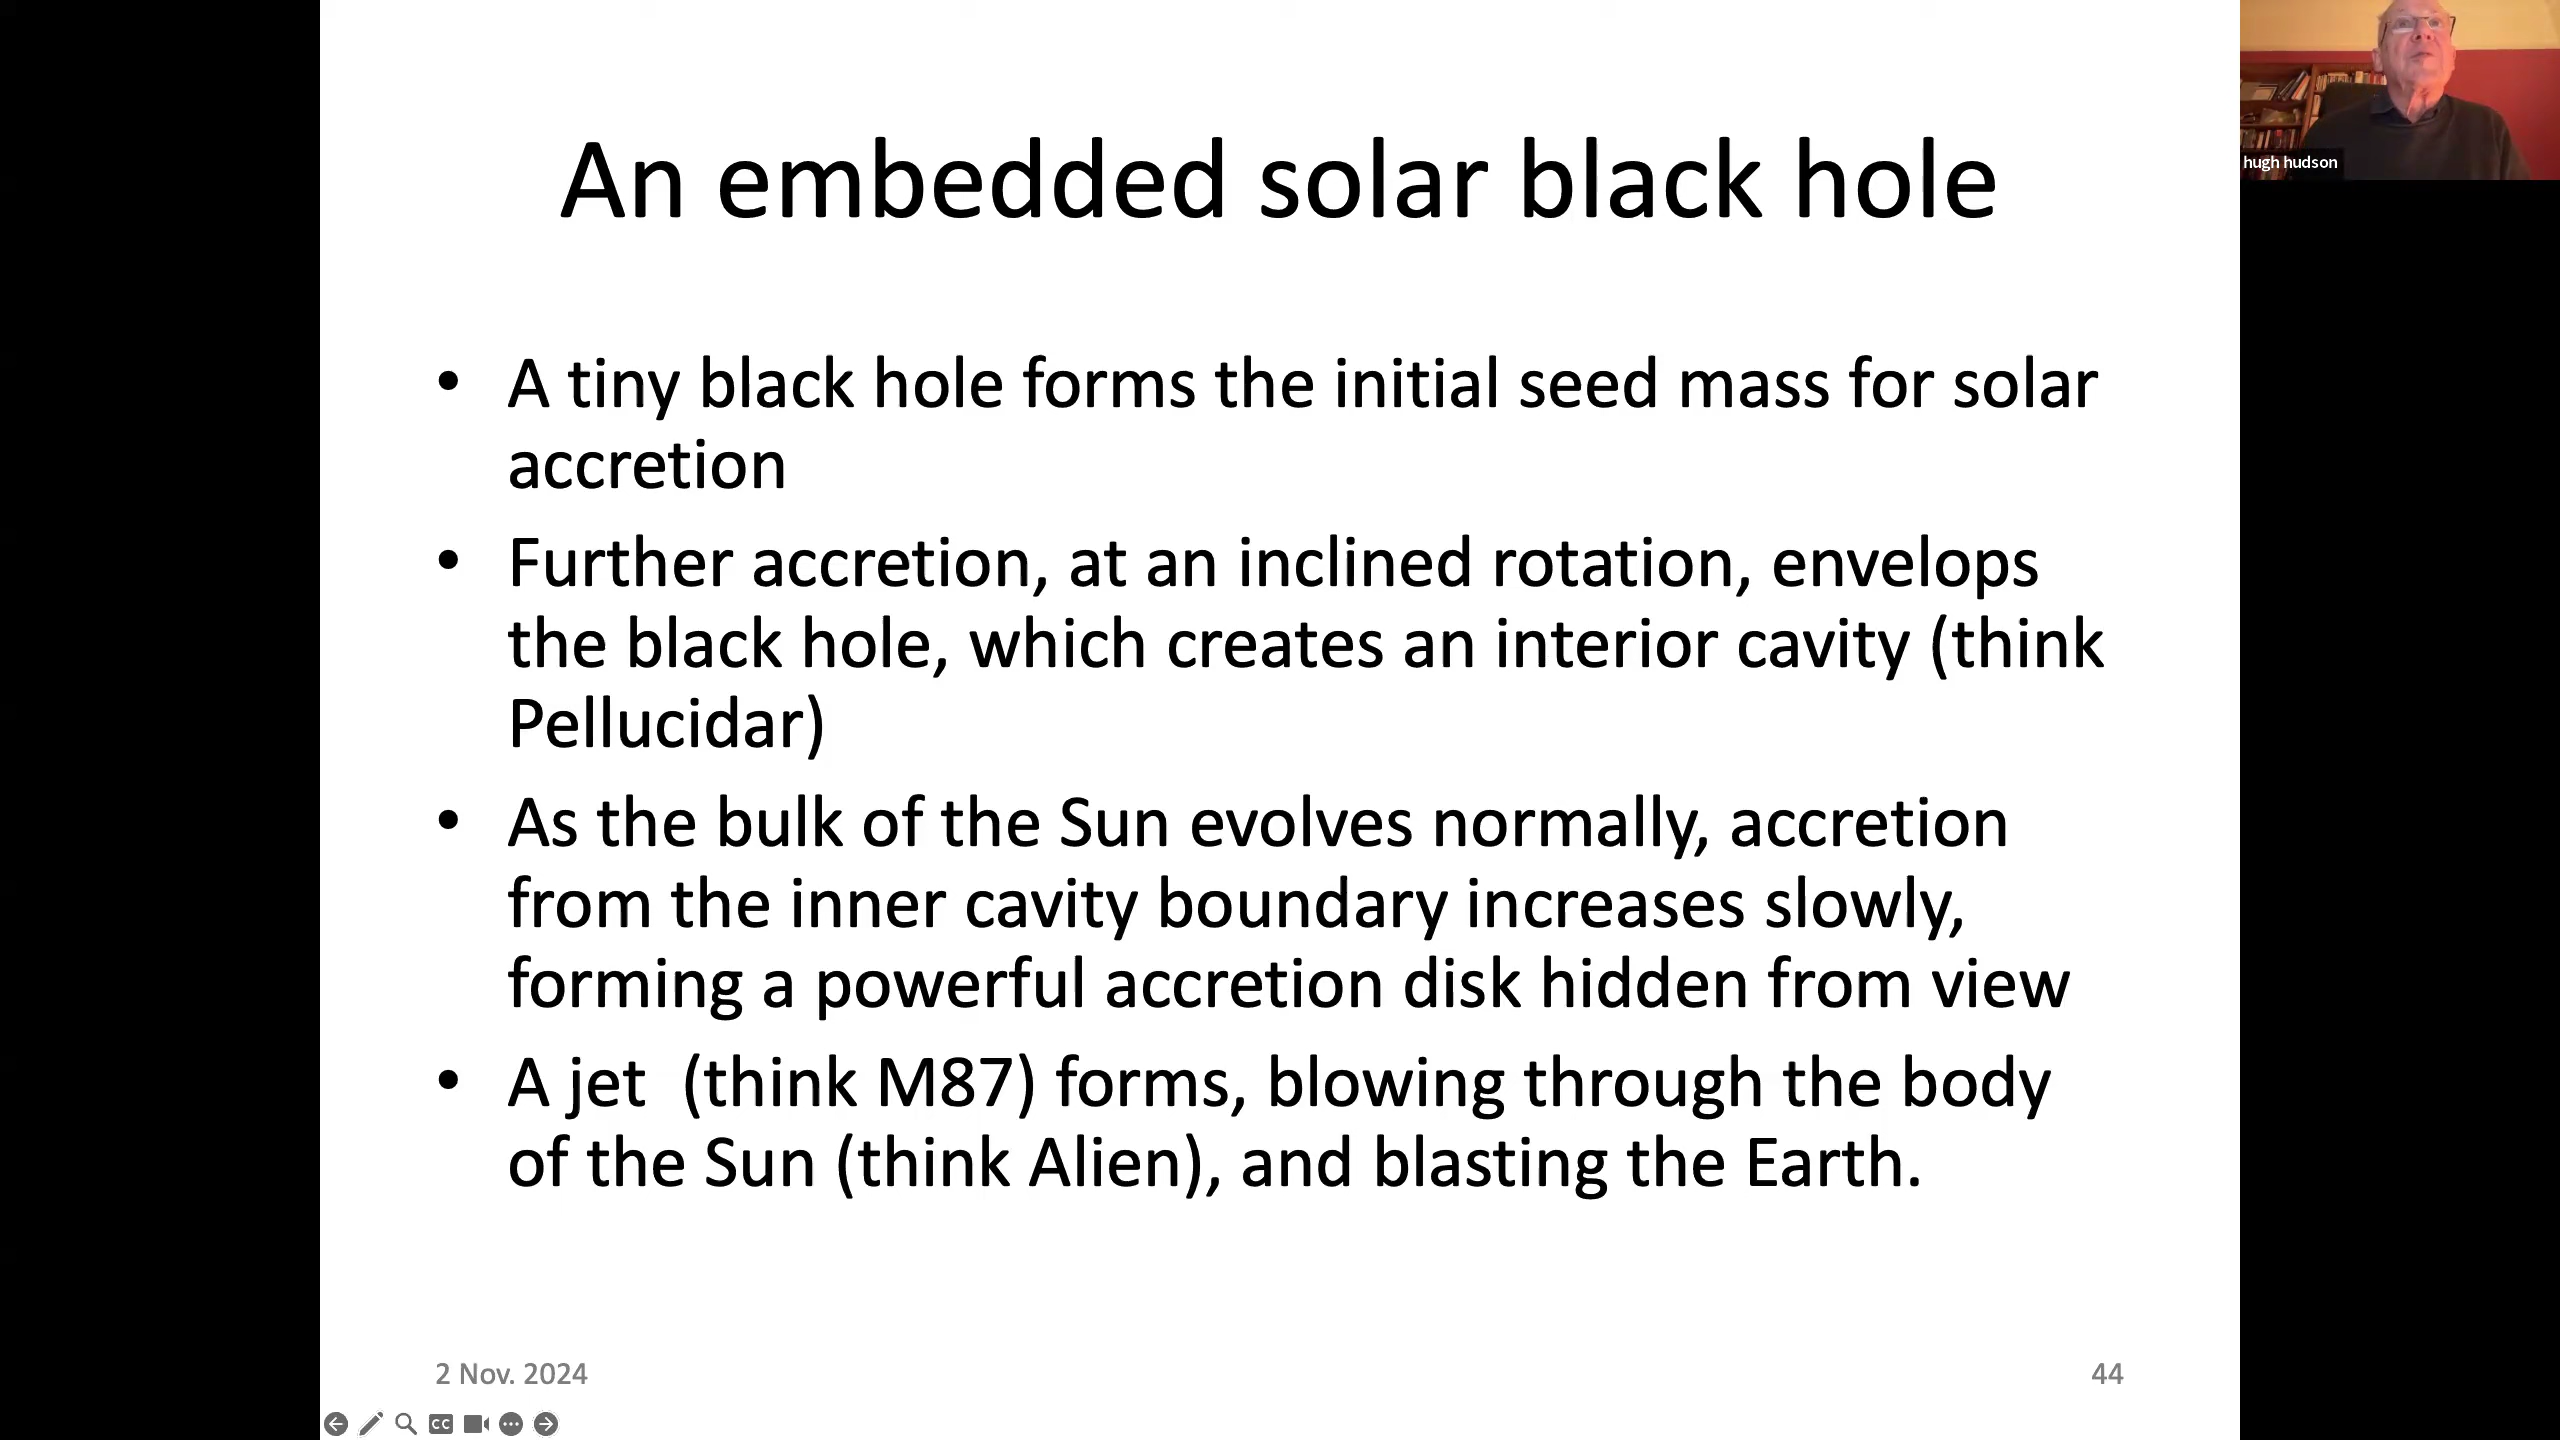 An embedded solar black hole
hugh hudson
• A tiny black hole forms the initial seed mass for solar
accretion
• Further accretion, at an inclined rotation, envelops
the black hole, which creates an interior cavity (think
Pellucidar)
• As the bulk of the Sun evolves normally, accretion
from the inner cavity boundary increases slowly,
forming a powerful accretion disk hidden from view
• A jet  (think M87) forms, blowing through the body
of the Sun (think Alien), and blasting the Earth.
2 Nov. 2024
44
CC